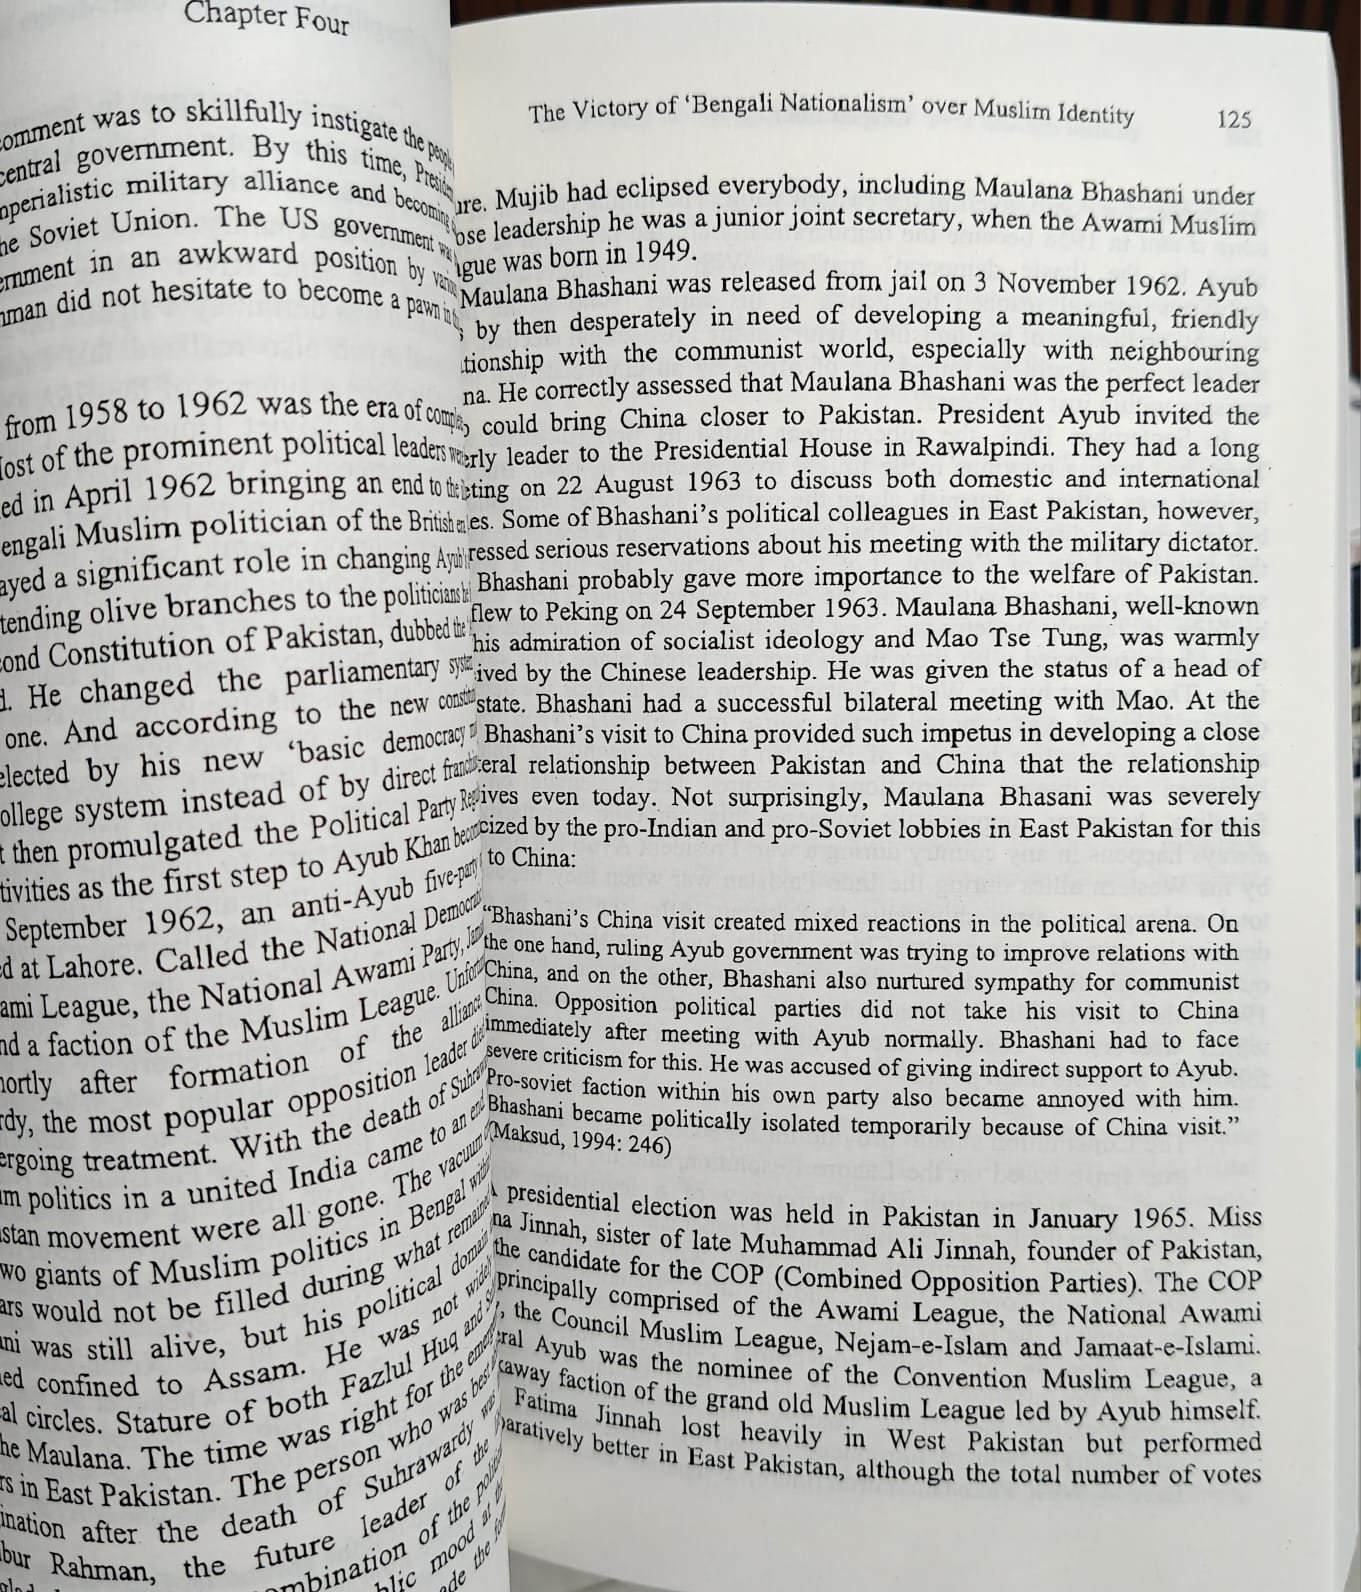 Chapter Four
comment was to skillfully instigate the
central government. By this time,
mperialistic military alliance and becoming
he Soviet Union. The US government
ernment in an awkward position by
man did not hesitate to become a pawn in
from 1958 to 1962 was the era of
Most of the prominent political leaders
ed in April 1962 bringing an end to the
engali Muslim politician of the British
ayed a significant role in changing
tending olive branches to the politicians
ond Constitution of Pakistan, dubbed the
d. He changed the parliamentary
one. And according to the new
elected by his new ‘basic democracy
ollege system instead of by direct
t then promulgated the Political Party
tivities as the first step to Ayub Khan
September 1962, an anti-Ayub five-party
d at Lahore. Called the National
ami League, the National Awami Party,
nd a faction of the Muslim League.
hortly after formation of the alliance
rdy, the most popular opposition leader
ergoing treatment. With the death of
m politics in a united India came to an end
stan movement were all gone. The vacuum
wo giants of Muslim politics in Bengal
ars would not be filled during what
ni was still alive, but his political
ed confined to Assam. He was not
al circles. Stature of both Fazlul Huq and
he Maulana. The time was right for the
rs in East Pakistan. The person who was best
ination after the death of Suhrawardy was
bur Rahman, the future leader of the
mbination of the
blic mood at
ade the
The Victory of ‘Bengali Nationalism’ over Muslim Identity 125
ure. Mujib had eclipsed everybody, including Maulana Bhashani under
ose leadership he was a junior joint secretary, when the Awami Muslim
gue was born in 1949.
Maulana Bhashani was released from jail on 3 November 1962. Ayub
by then desperately in need of developing a meaningful, friendly
tionship with the communist world, especially with neighbouring
na. He correctly assessed that Maulana Bhashani was the perfect leader
could bring China closer to Pakistan. President Ayub invited the
erly leader to the Presidential House in Rawalpindi. They had a long
eting on 22 August 1963 to discuss both domestic and international
es. Some of Bhashani’s political colleagues in East Pakistan, however,
ressed serious reservations about his meeting with the military dictator.
Bhashani probably gave more importance to the welfare of Pakistan.
flew to Peking on 24 September 1963. Maulana Bhashani, well-known
his admiration of socialist ideology and Mao Tse Tung, was warmly
ived by the Chinese leadership. He was given the status of a head of
state. Bhashani had a successful bilateral meeting with Mao. At the
Bhashani’s visit to China provided such impetus in developing a close
teral relationship between Pakistan and China that the relationship
ives even today. Not surprisingly, Maulana Bhasani was severely
cized by the pro-Indian and pro-Soviet lobbies in East Pakistan for this
to China:
“Bhashani’s China visit created mixed reactions in the political arena. On
the one hand, ruling Ayub government was trying to improve relations with
China, and on the other, Bhashani also nurtured sympathy for communist
China. Opposition political parties did not take his visit to China
immediately after meeting with Ayub normally. Bhashani had to face
severe criticism for this. He was accused of giving indirect support to Ayub.
Pro-soviet faction within his own party also became annoyed with him.
Bhashani became politically isolated temporarily because of China visit.”
(Maksud, 1994: 246)
A presidential election was held in Pakistan in January 1965. Miss
na Jinnah, sister of late Muhammad Ali Jinnah, founder of Pakistan,
the candidate for the COP (Combined Opposition Parties). The COP
principally comprised of the Awami League, the National Awami
, the Council Muslim League, Nejam-e-Islam and Jamaat-e-Islami.
ral Ayub was the nominee of the Convention Muslim League, a
kaway faction of the grand old Muslim League led by Ayub himself.
Fatima Jinnah lost heavily in West Pakistan but performed
paratively better in East Pakistan, although the total number of votes